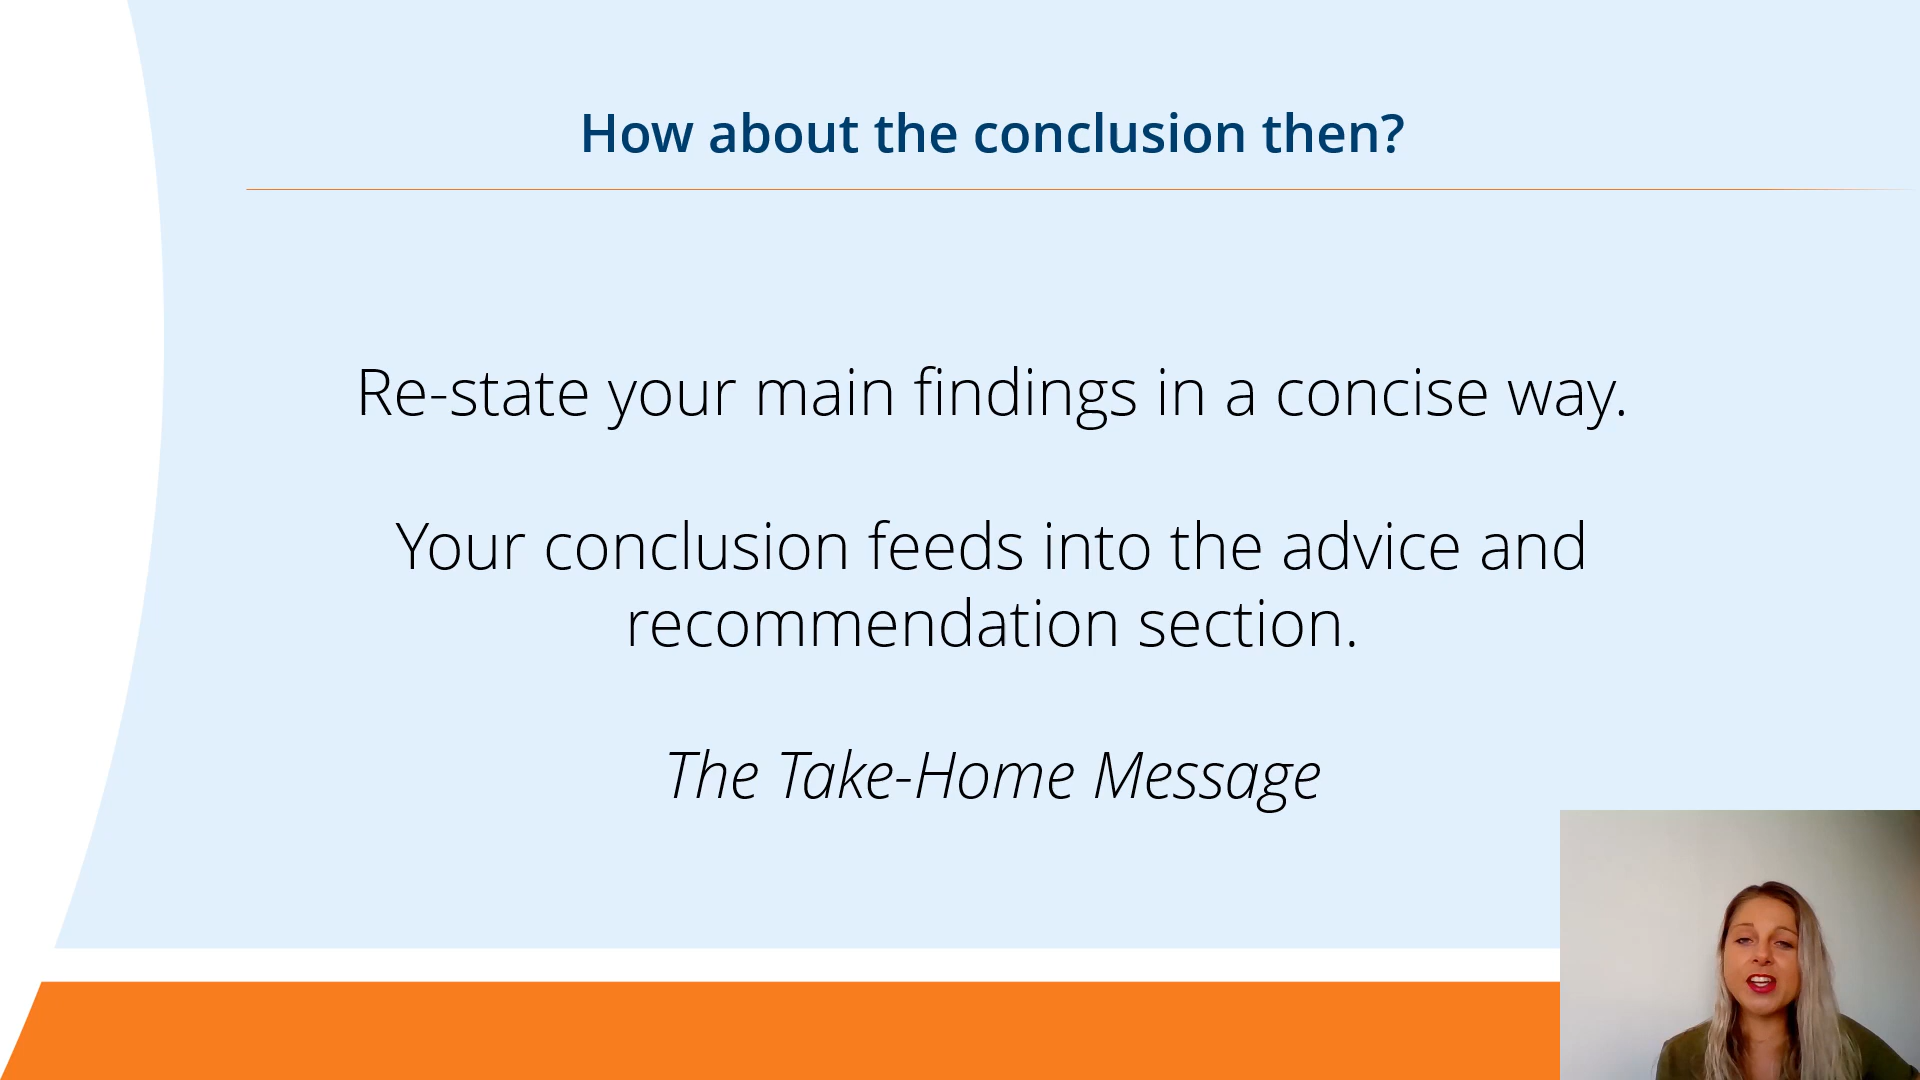 How about the conclusion then?
Re-state your main findings in a concise way.
Your conclusion feeds into the advice and
recommendation section.
The Take-Home Message